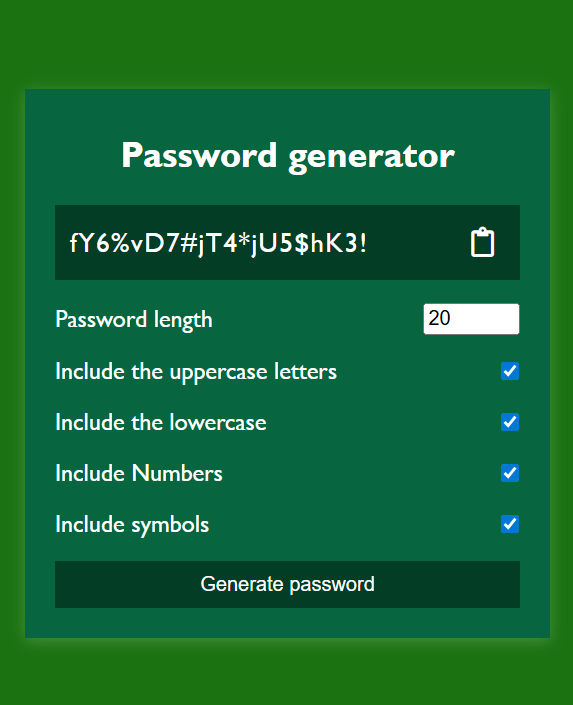 Password generator
fY6%vD7#jT4*jU5$hK3!
Password length
20
Include the uppercase letters
Include the lowercase
Include Numbers
Include symbols
Generate password